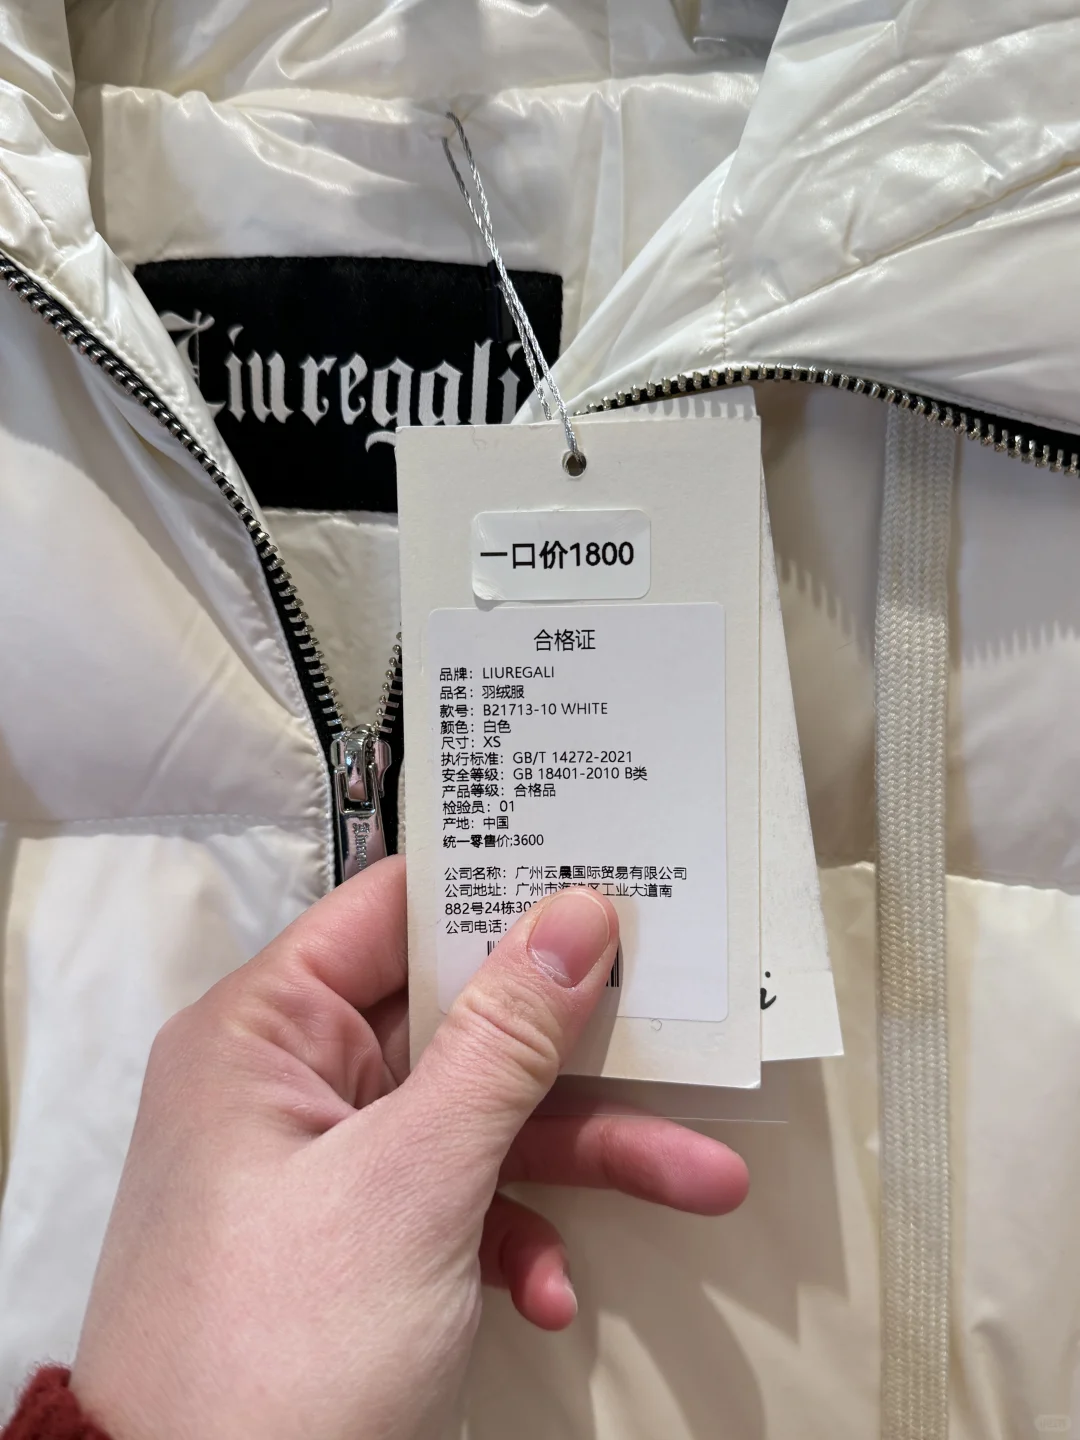 Liuregali
一口价1800
合格证
品牌：LIUREGALI
品名：羽绒服
款号：B21713-10 WHITE
颜色：白色
尺寸：XS
执行标准：GB/T 14272-2021
安全等级：GB 18401-2010 B类
产品等级：合格品
检验员：01
产地：中国
统一零售价;3600
公司名称：广州云晨国际贸易有限公司
公司地址：广州市海珠区工业大道南
882号24栋30
公司电话：